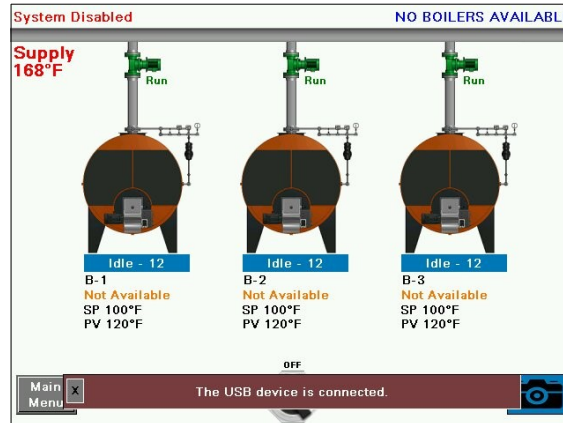 System Disabled
NO BOILERS AVAILABL
Supply
168°F
Run
Run
Run
Idle - 12
Idle - 12
Idle - 12
B-1
B-2
B-3
Not Available
Not Available
Not Available
SP 100°F
SP 100°F
SP 100°F
PV 120°F
PV 120°F
PV 120°F
OFF
Main
Menu
X
The USB device is connected.